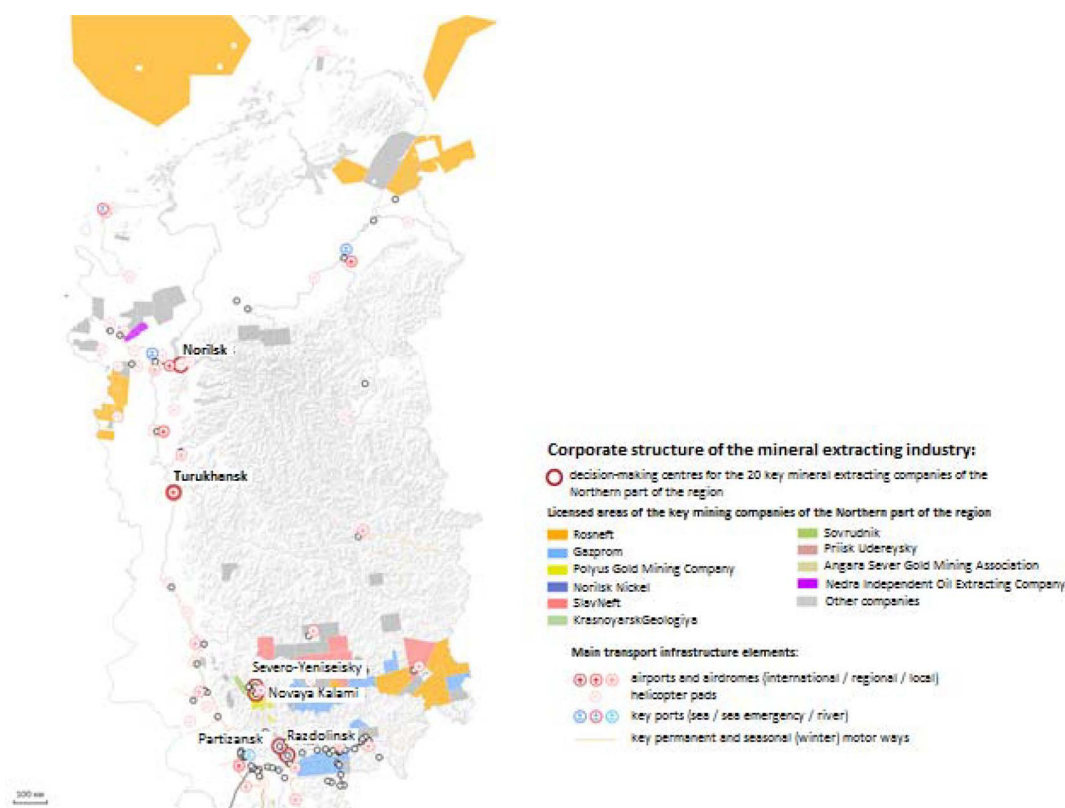 Norilsk
Turukhansk
Severo-Yeniseisky
Novaya Kalami
Partizansk
Razdolinsk
100 км
Corporate structure of the mineral extracting industry:
decision-making centres for the 20 key mineral extracting companies of the
Northern part of the region
Licensed areas of the key mining companies of the Northern part of the region
Rosneft
Gazprom
Polyus Gold Mining Company
Norilsk Nickel
SlavNeft
KrasnoyarskGeologiya
Sovrudnik
Priisk Udereysky
Angara Sever Gold Mining Association
Nedra Independent Oil Extracting Company
Other companies
Main transport infrastructure elements:
airports and airdromes (international / regional / local)
helicopter pads
key ports (sea / sea emergency / river)
key permanent and seasonal (winter) motor ways